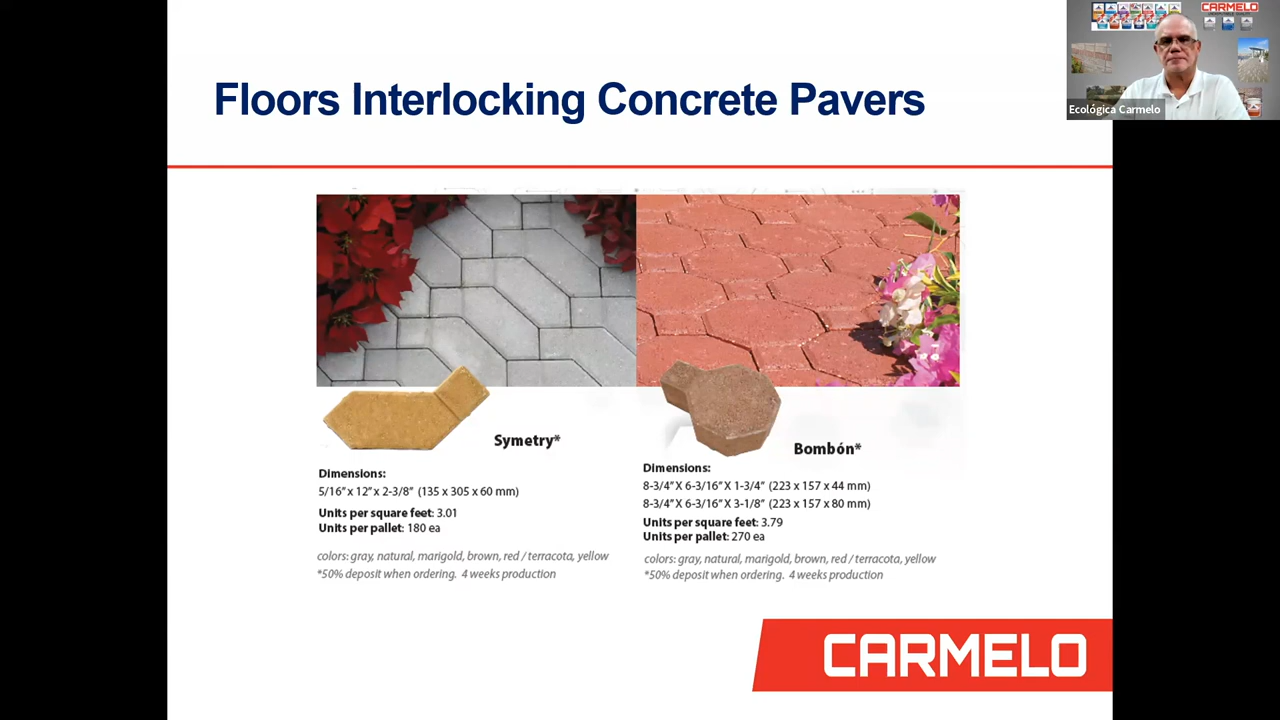 CARMELO
Ecológica Carmelo
Floors Interlocking Concrete Pavers
Symetry*
Dimensions:
5/16” x 12” x 2-3/8” (135 x 305 x 60 mm)
Units per square feet: 3.01
Units per pallet: 180 ea
colors: gray, natural, marigold, brown, red / terracota, yellow
*50% deposit when ordering. 4 weeks production
Bombón*
Dimensions:
8-3/4” X 6-3/16” X 1-3/4” (223 x 157 x 44 mm)
8-3/4” X 6-3/16” X 3-1/8” (223 x 157 x 80 mm)
Units per square feet: 3.79
Units per pallet: 270 ea
colors: gray, natural, marigold, brown, red / terracota, yellow
*50% deposit when ordering. 4 weeks production
CARMELO